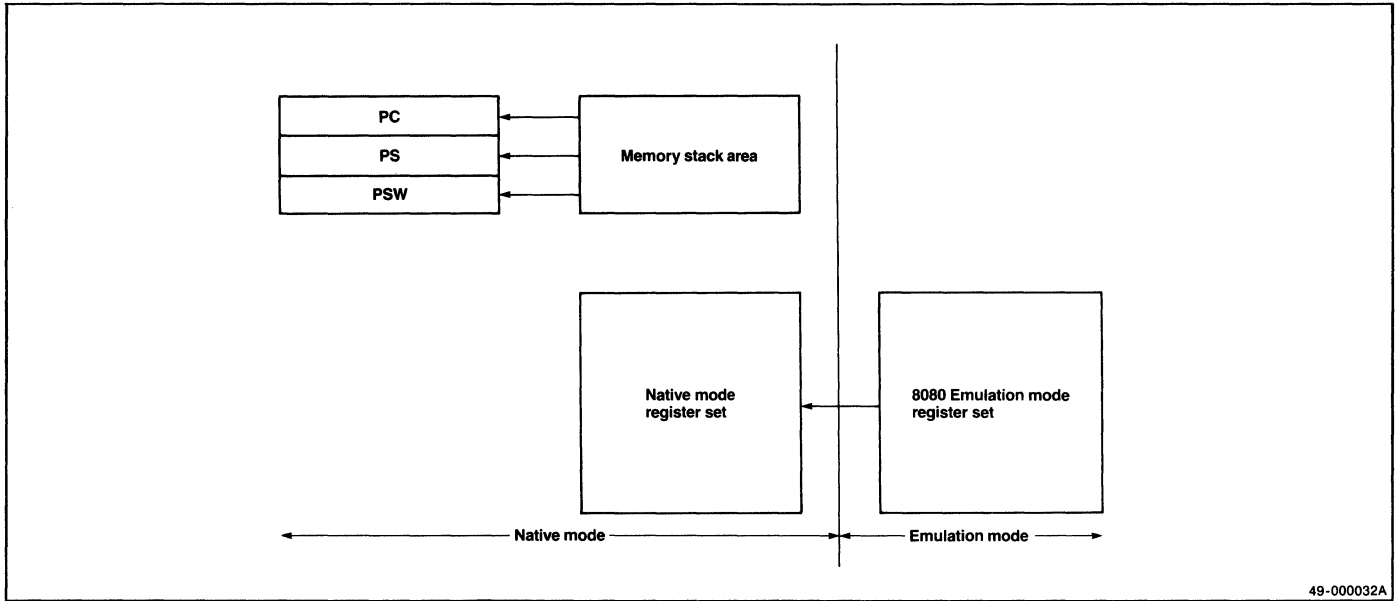 PC
PS
PSW
Memory stack area
Native mode
register set
8080 Emulation mode
register set
Native mode
Emulation mode
49-000032A